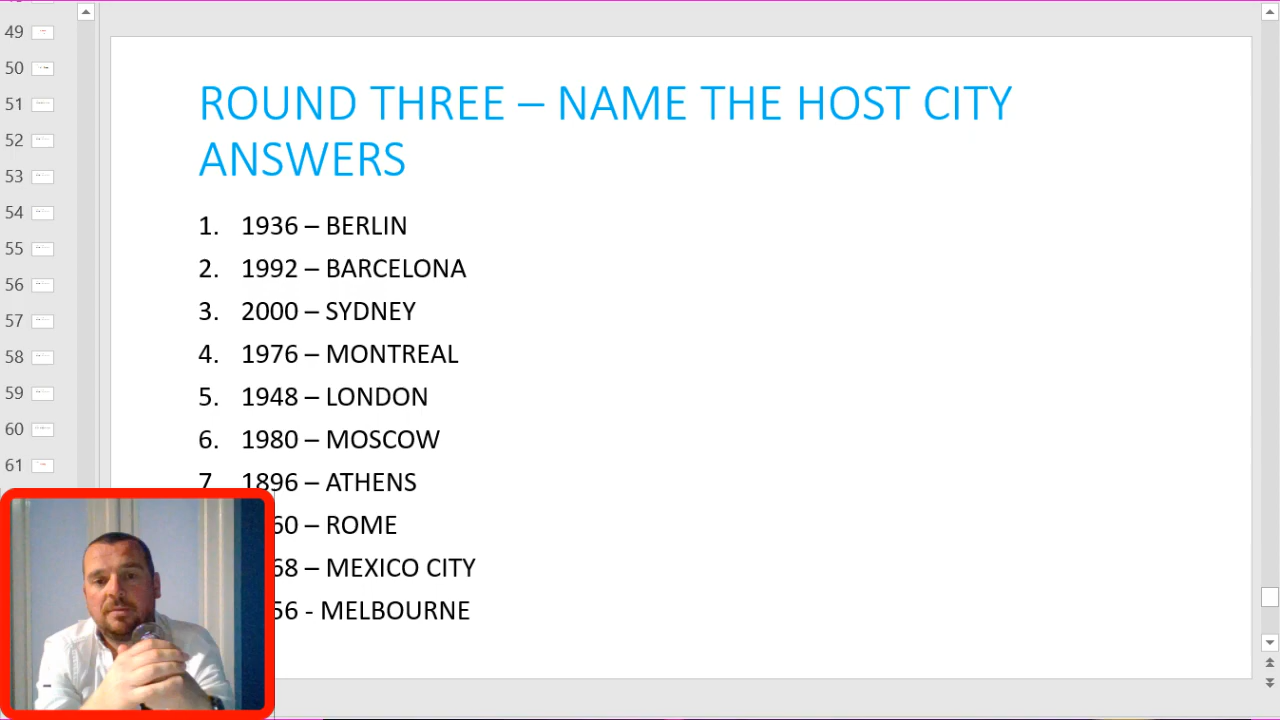 49
50
51
52
53
54
55
56
57
58
59
60
61
ROUND THREE – NAME THE HOST CITY
ANSWERS
1. 1936 – BERLIN
2. 1992 – BARCELONA
3. 2000 – SYDNEY
4. 1976 – MONTREAL
5. 1948 – LONDON
6. 1980 – MOSCOW
7 1896 – ATHENS
60 – ROME
68 – MEXICO CITY
56 - MELBOURNE